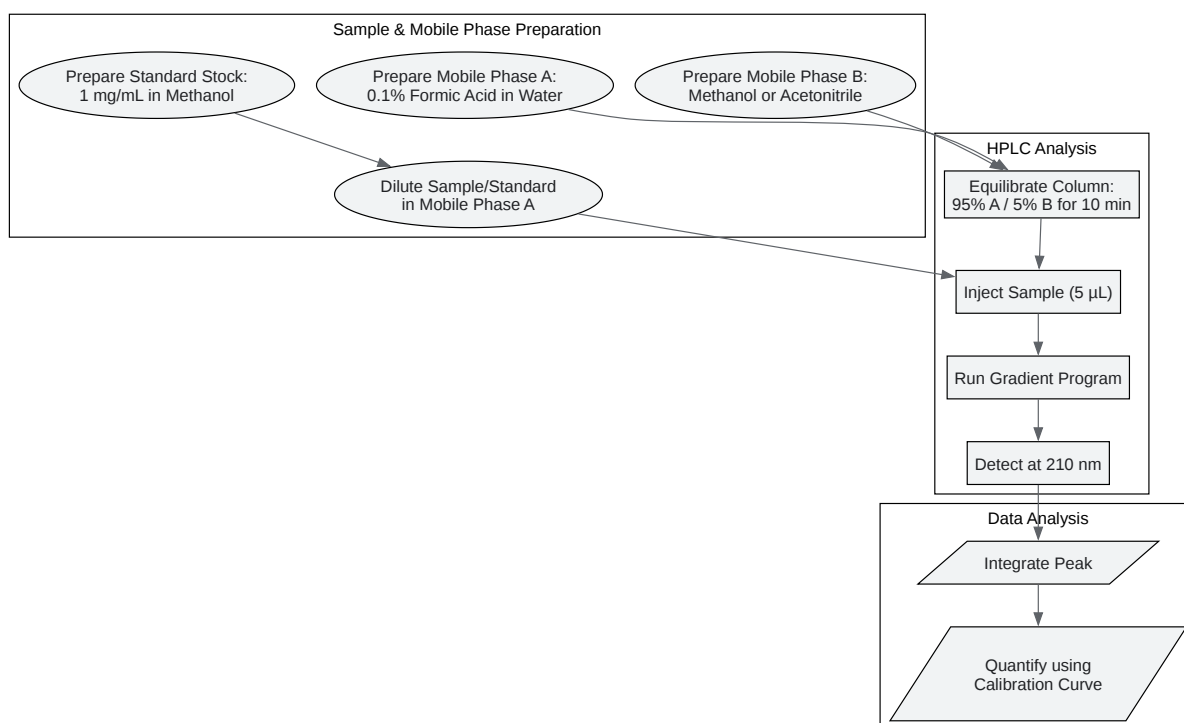 Sample & Mobile Phase Preparation
Prepare Standard Stock:
1 mg/mL in Methanol
Prepare Mobile Phase A:
0.1% Formic Acid in Water
Prepare Mobile Phase B:
Methanol or Acetonitrile
Dilute Sample/Standard
in Mobile Phase A
HPLC Analysis
Equilibrate Column:
95% A / 5% B for 10 min
Inject Sample (5 µL)
Run Gradient Program
Detect at 210 nm
Data Analysis
Integrate Peak
Quantify using
Calibration Curve